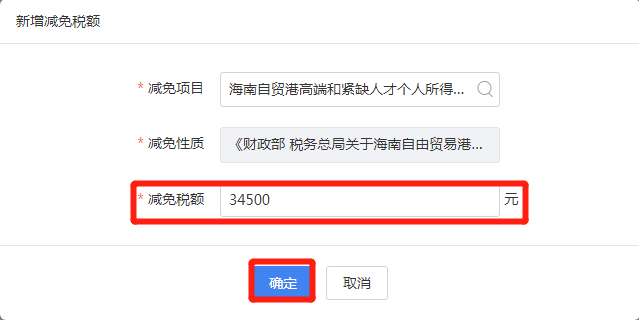 新增减免税额
* 减免项目 海南自贸港高端和紧缺人才个人所得...
* 减免性质 《财政部 税务总局关于海南自由贸易港...
* 减免税额 34500 元
确定 取消